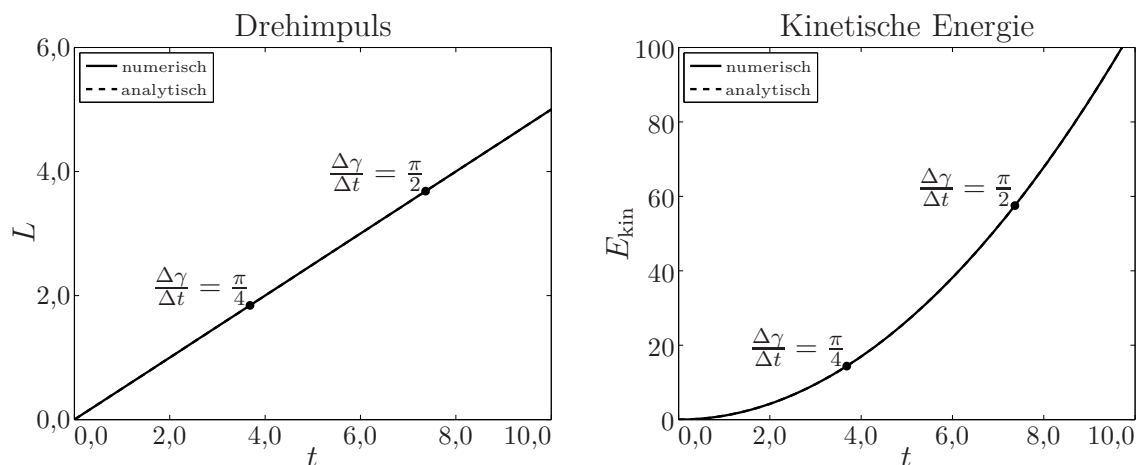 Drehimpuls
6,0
numerisch
analytisch
4,0
2,0
0,0
L
Δγ/Δt = π/2
Δγ/Δt = π/4
0,0 2,0 4,0 6,0 8,0 10,0
t
Kinetische Energie
100
numerisch
analytisch
80
60
40
20
0
E_kin
Δγ/Δt = π/2
Δγ/Δt = π/4
0,0 2,0 4,0 6,0 8,0 10,0
t